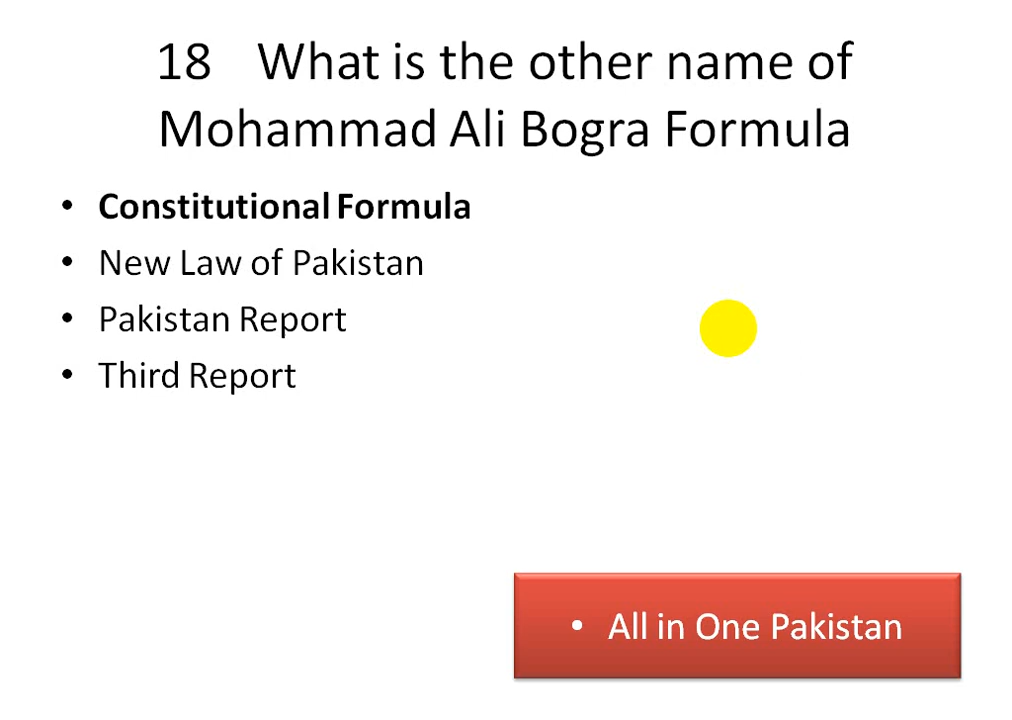 18 What is the other name of
Mohammad Ali Bogra Formula
• Constitutional Formula
• New Law of Pakistan
• Pakistan Report
• Third Report
• All in One Pakistan